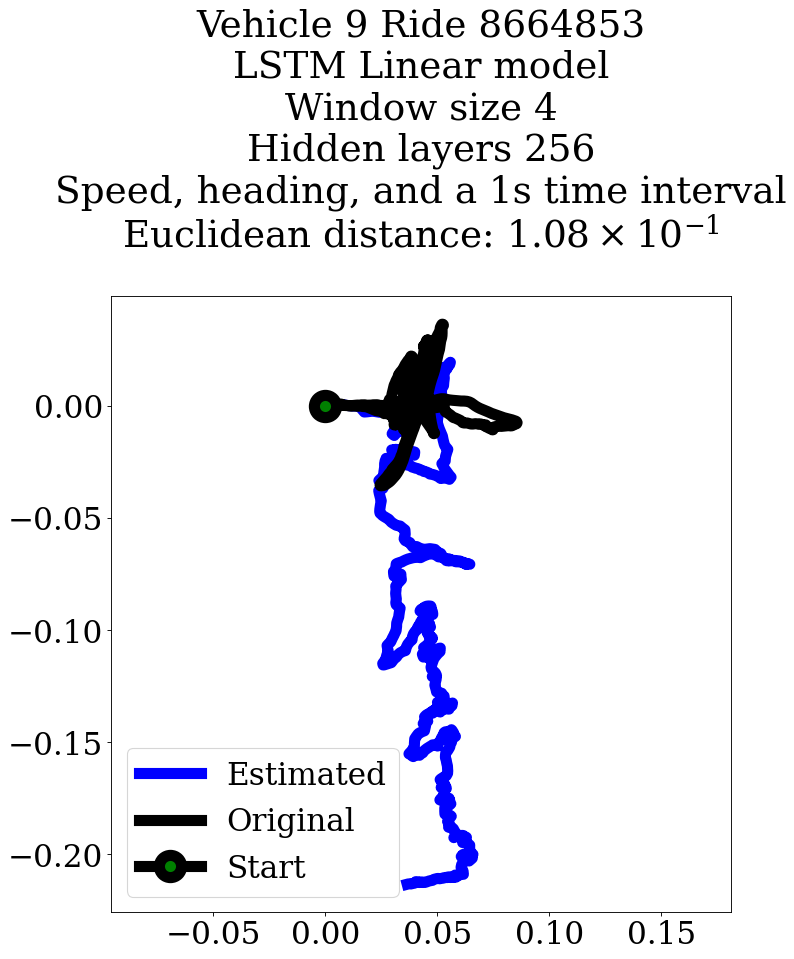 Vehicle 9 Ride 8664853
LSTM Linear model
Window size 4
Hidden layers 256
Speed, heading, and a 1s time interval
Euclidean distance: 1.08 × 10⁻¹
0.00
−0.05
−0.10
−0.15
−0.20
Estimated
Original
Start
−0.05 0.00 0.05 0.10 0.15